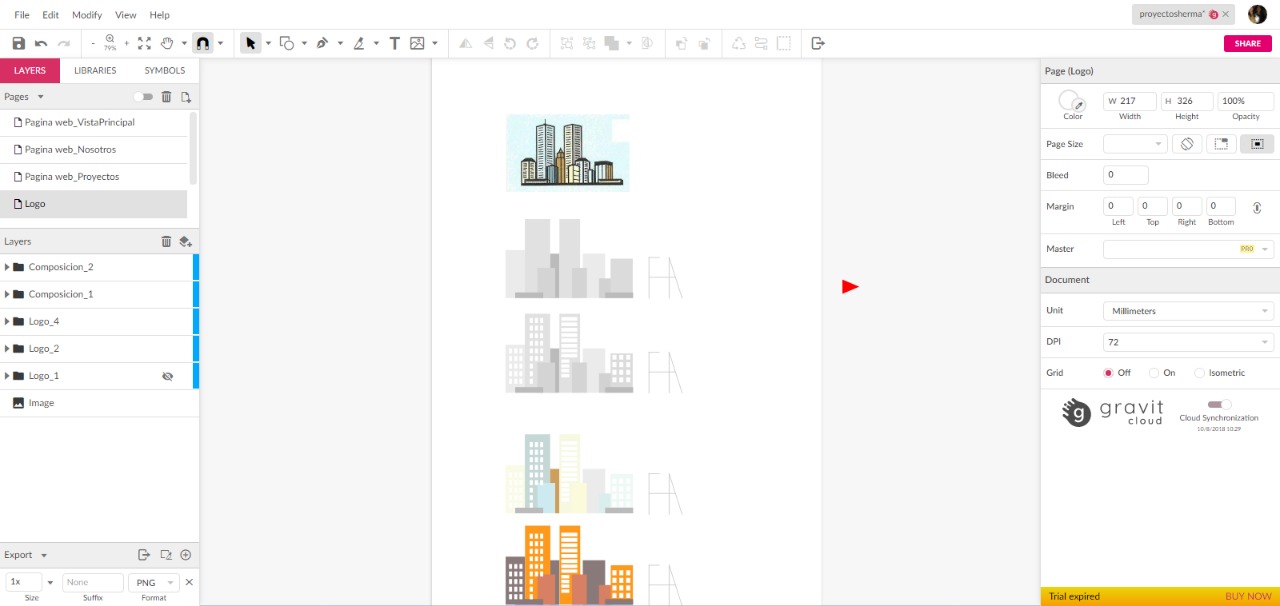 File Edit Modify View Help
proyectosherma*
- 79% +
SHARE
LAYERS LIBRARIES SYMBOLS
Pages
Pagina web_VistaPrincipal
Pagina web_Nosotros
Pagina web_Proyectos
Logo
Layers
Composicion_2
Composicion_1
Logo_4
Logo_2
Logo_1
Image
Export
1x None PNG
Size Suffix Format
FA
FA
FA
FA
Page (Logo)
W 217 H 326 100%
Color Width Height Opacity
Page Size
Bleed 0
Margin 0 0 0 0
Left Top Right Bottom
Master PRO
Document
Unit Millimeters
DPI 72
Grid Off On Isometric
gravit
cloud
Cloud Synchronization
10/8/2018 10:29
Trial expired BUY NOW